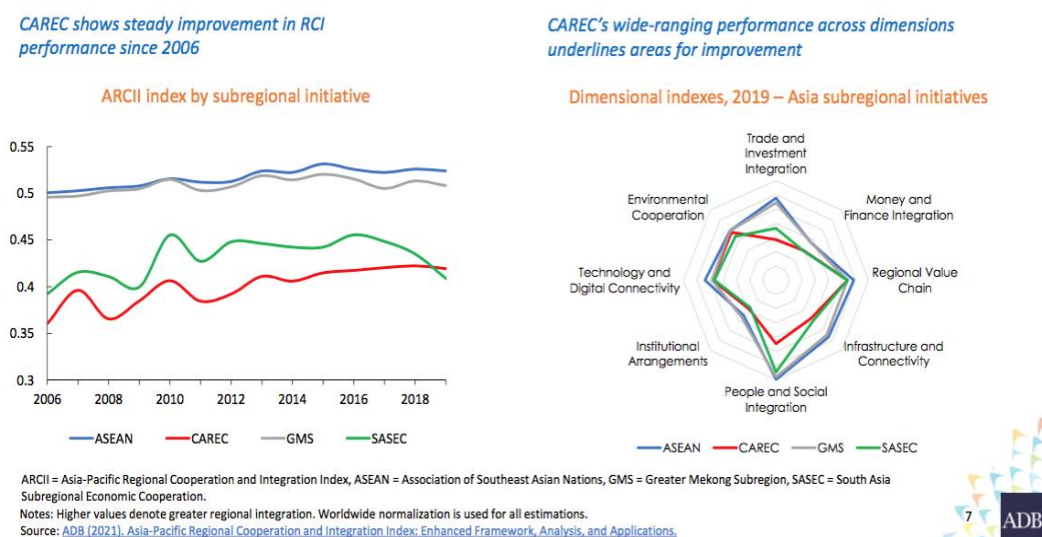 CAREC shows steady improvement in RCI
performance since 2006
ARCII index by subregional initiative
0.55
0.5
0.45
0.4
0.35
0.3
2006
2008
2010
2012
2014
2016
2018
ASEAN
CAREC
GMS
SASEC
CAREC’s wide-ranging performance across dimensions
underlines areas for improvement
Dimensional indexes, 2019 – Asia subregional initiatives
Trade and
Investment
Integration
Money and
Finance Integration
Regional Value
Chain
Infrastructure and
Connectivity
People and Social
Integration
Institutional
Arrangements
Technology and
Digital Connectivity
Environmental
Cooperation
ASEAN
CAREC
GMS
SASEC
ARCII = Asia-Pacific Regional Cooperation and Integration Index, ASEAN = Association of Southeast Asian Nations, GMS = Greater Mekong Subregion, SASEC = South Asia
Subregional Economic Cooperation.
Notes: Higher values denote greater regional integration. Worldwide normalization is used for all estimations.
Source: ADB (2021). Asia-Pacific Regional Cooperation and Integration Index: Enhanced Framework, Analysis, and Applications.
7
ADB